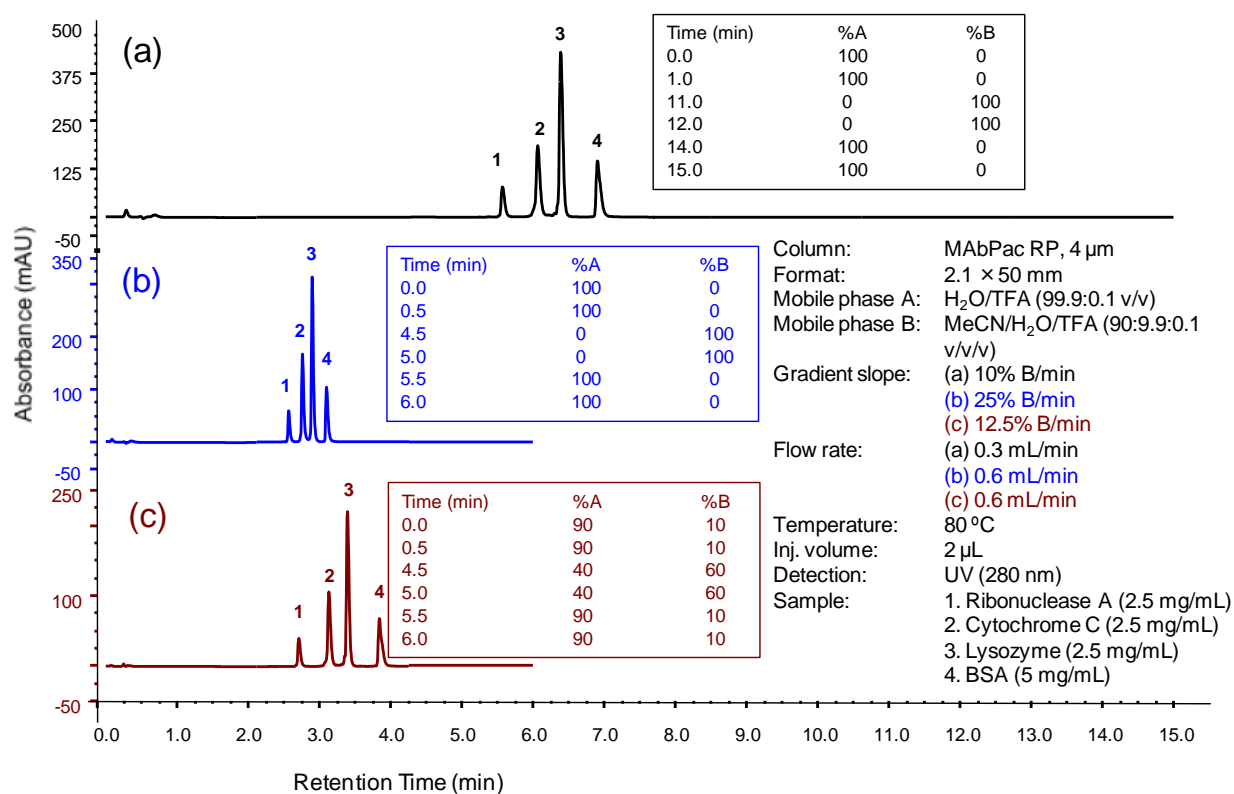 Absorbance (mAU)
500
375
250
125
0
-50
(a)
1
2
3
4
Time (min) %A %B
0.0 100 0
1.0 100 0
11.0 0 100
12.0 0 100
14.0 100 0
15.0 100 0
350
200
100
0
-50
(b)
1
2
3
4
Time (min) %A %B
0.0 100 0
0.5 100 0
4.5 0 100
5.0 0 100
5.5 100 0
6.0 100 0
250
100
0
-50
(c)
1
2
3
4
Time (min) %A %B
0.0 90 10
0.5 90 10
4.5 40 60
5.0 40 60
5.5 90 10
6.0 90 10
Column: MAbPac RP, 4 µm
Format: 2.1 × 50 mm
Mobile phase A: H₂O/TFA (99.9:0.1 v/v)
Mobile phase B: MeCN/H₂O/TFA (90:9.9:0.1
v/v/v)
Gradient slope: (a) 10% B/min
(b) 25% B/min
(c) 12.5% B/min
Flow rate: (a) 0.3 mL/min
(b) 0.6 mL/min
(c) 0.6 mL/min
Temperature: 80 ⁰C
Inj. volume: 2 µL
Detection: UV (280 nm)
Sample: 1. Ribonuclease A (2.5 mg/mL)
2. Cytochrome C (2.5 mg/mL)
3. Lysozyme (2.5 mg/mL)
4. BSA (5 mg/mL)
0.0 1.0 2.0 3.0 4.0 5.0 6.0 7.0 8.0 9.0 10.0 11.0 12.0 13.0 14.0 15.0
Retention Time (min)